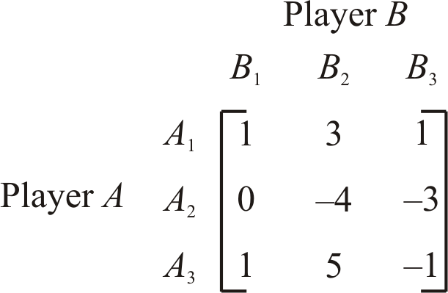 Player B
B₁ B₂ B₃
A₁ 1 3 1
Player A A₂ 0 –4 –3
A₃ 1 5 –1